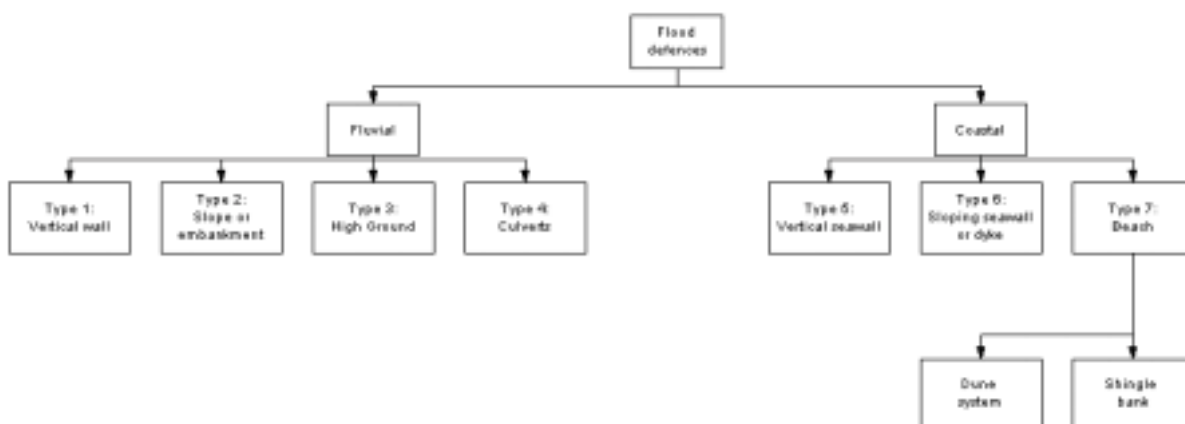 Flood
defences
Fluvial
Coastal
Type 1:
Vertical wall
Type 2:
Slope or
embankment
Type 3:
High Ground
Type 4:
Culverts
Type 5:
Vertical seawall
Type 6:
Sloping seawall
or dyke
Type 7:
Beach
Dune
system
Shingle
bank